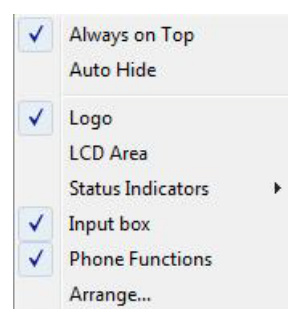 Always on Top
Auto Hide
Logo
LCD Area
Status Indicators
Input box
Phone Functions
Arrange...